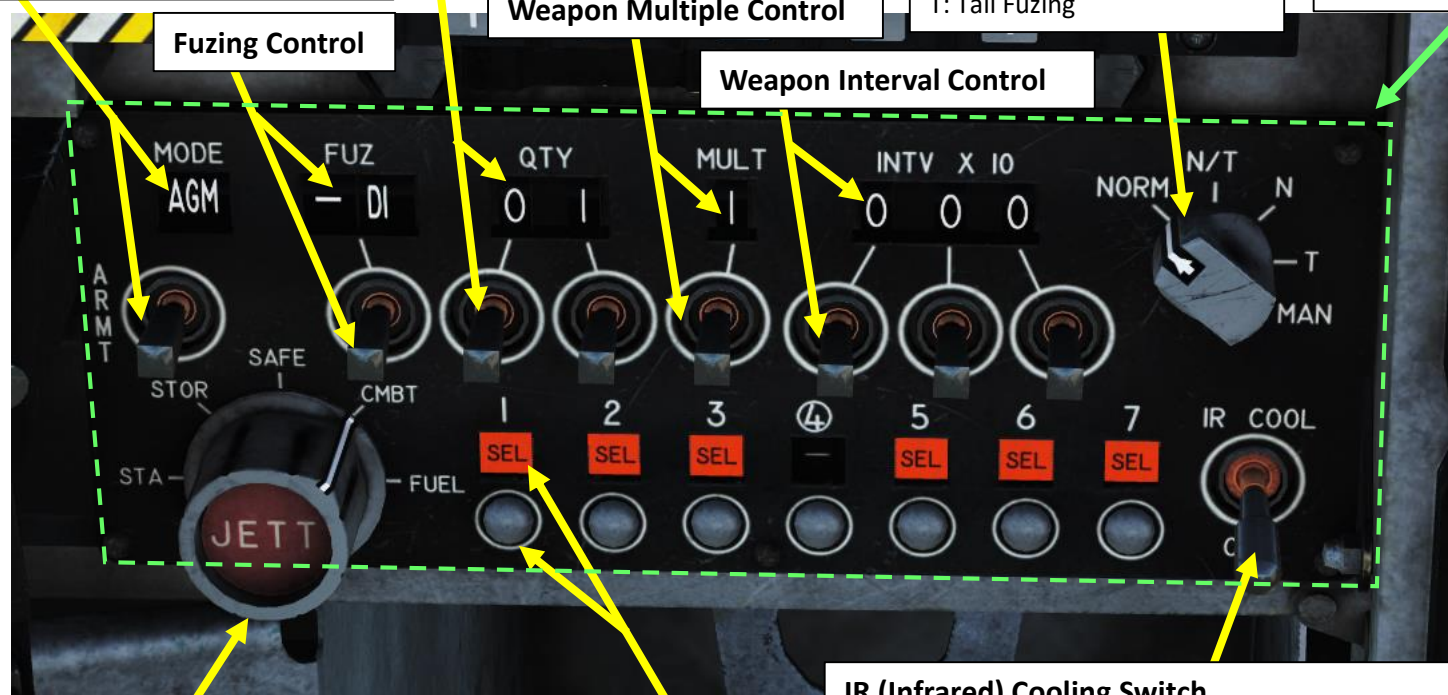 Weapon Multiple Control
T: Tail Fuzing
Fuzing Control
Weapon Interval Control
MODE FUZ QTY MULT INTV X 10
AGM — DI 0 1 1 0 0 0
NORM N/T N T MAN
ARMT
STOR SAFE CMBT
STA FUEL
JETT
1 2 3 4 5 6 7
SEL SEL SEL — SEL SEL SEL
IR COOL
IR (Infrared) Cooling Switch